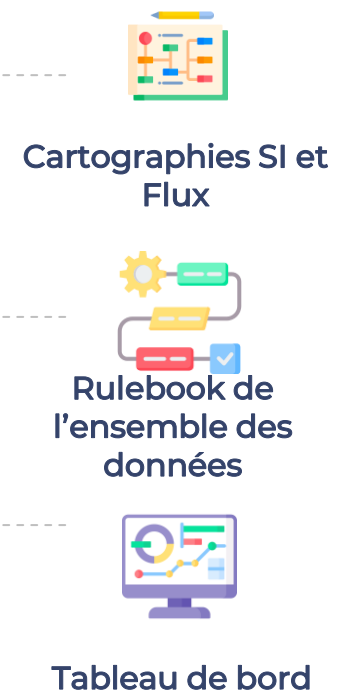 Cartographies SI et
Flux
Rulebook de
l’ensemble des
données
Tableau de bord